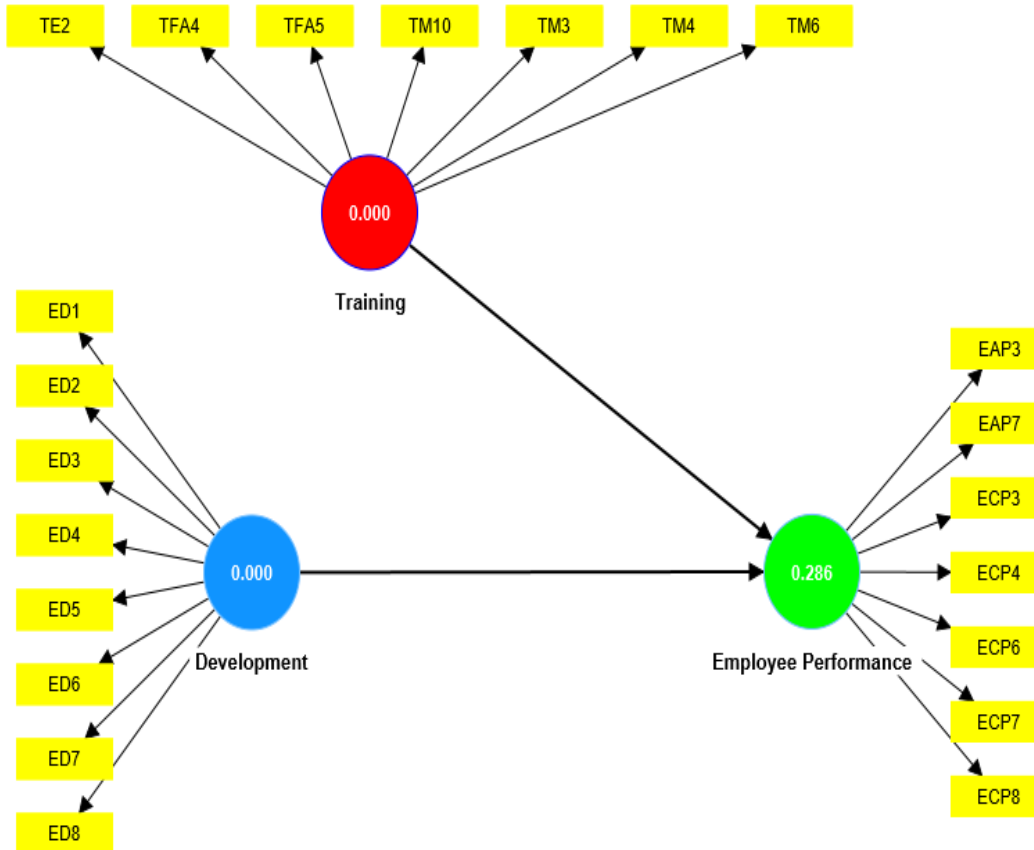 TE2
TFA4
TFA5
TM10
TM3
TM4
TM6
0.000
Training
ED1
ED2
ED3
ED4
ED5
ED6
ED7
ED8
0.000
Development
0.286
Employee Performance
EAP3
EAP7
ECP3
ECP4
ECP6
ECP7
ECP8